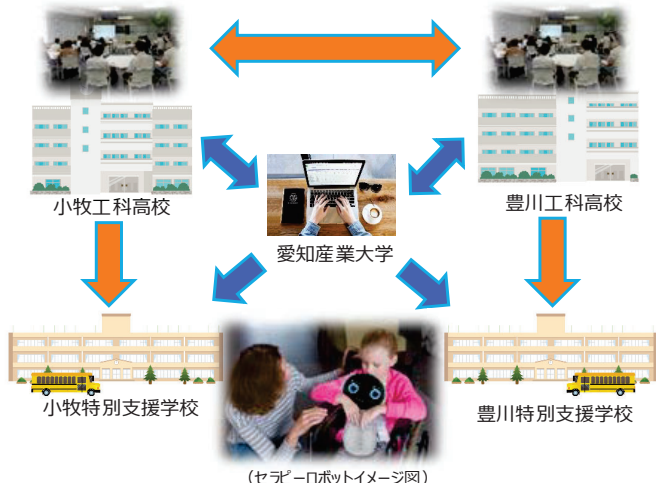 小牧工科高校
豊川工科高校
愛知産業大学
小牧特別支援学校
豊川特別支援学校
(セラピーロボットイメージ図)